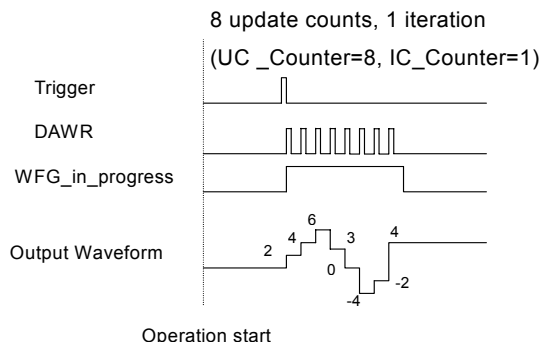 8 update counts, 1 iteration
(UC _Counter=8, IC_Counter=1)
Trigger
DAWR
WFG_in_progress
Output Waveform
2
4
6
3
0
-4
-2
4
Operation start